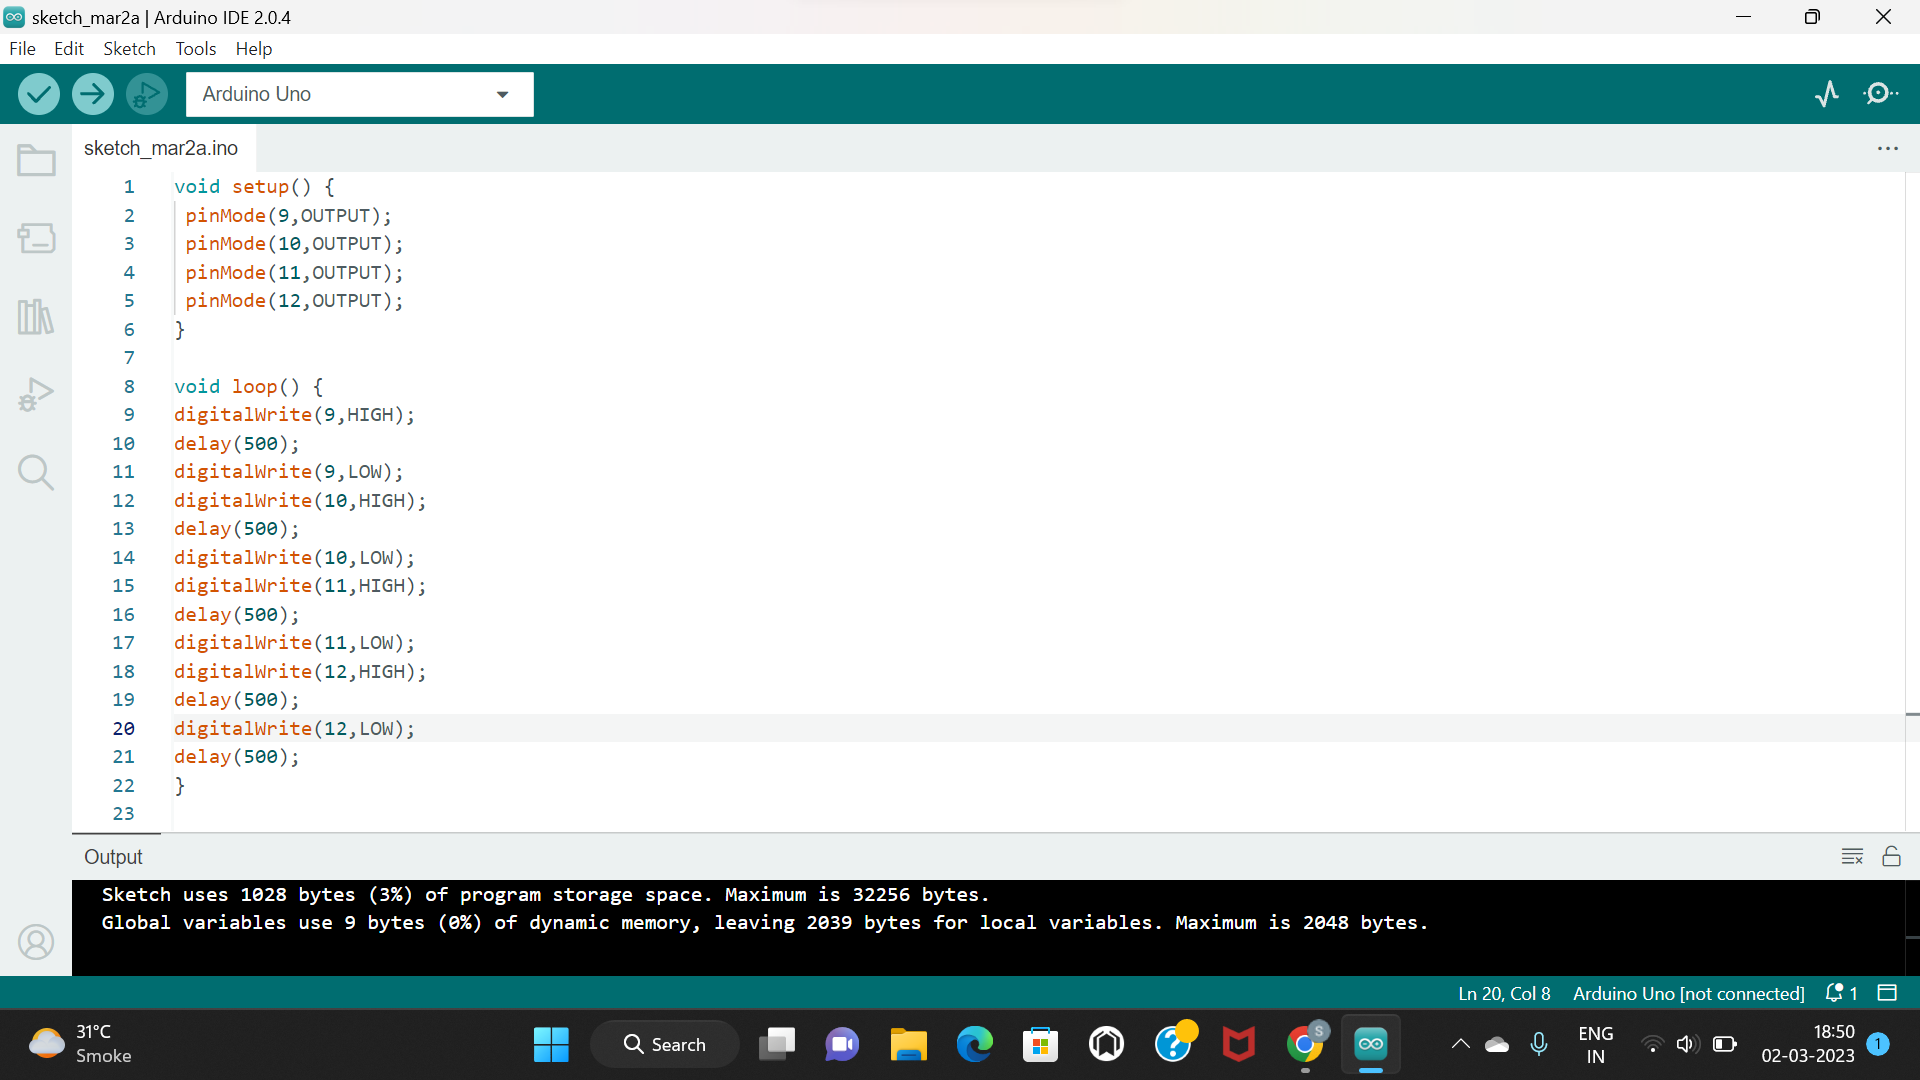 sketch_mar2a | Arduino IDE 2.0.4
File Edit Sketch Tools Help
Arduino Uno
sketch_mar2a.ino
1 void setup() {
2 pinMode(9,OUTPUT);
3 pinMode(10,OUTPUT);
4 pinMode(11,OUTPUT);
5 pinMode(12,OUTPUT);
6 }
7
8 void loop() {
9 digitalWrite(9,HIGH);
10 delay(500);
11 digitalWrite(9,LOW);
12 digitalWrite(10,HIGH);
13 delay(500);
14 digitalWrite(10,LOW);
15 digitalWrite(11,HIGH);
16 delay(500);
17 digitalWrite(11,LOW);
18 digitalWrite(12,HIGH);
19 delay(500);
20 digitalWrite(12,LOW);
21 delay(500);
22 }
23
Output
Sketch uses 1028 bytes (3%) of program storage space. Maximum is 32256 bytes.
Global variables use 9 bytes (0%) of dynamic memory, leaving 2039 bytes for local variables. Maximum is 2048 bytes.
Ln 20, Col 8 Arduino Uno [not connected] 1
31°C
Smoke
Search
S
ENG
IN
18:50
02-03-2023
1